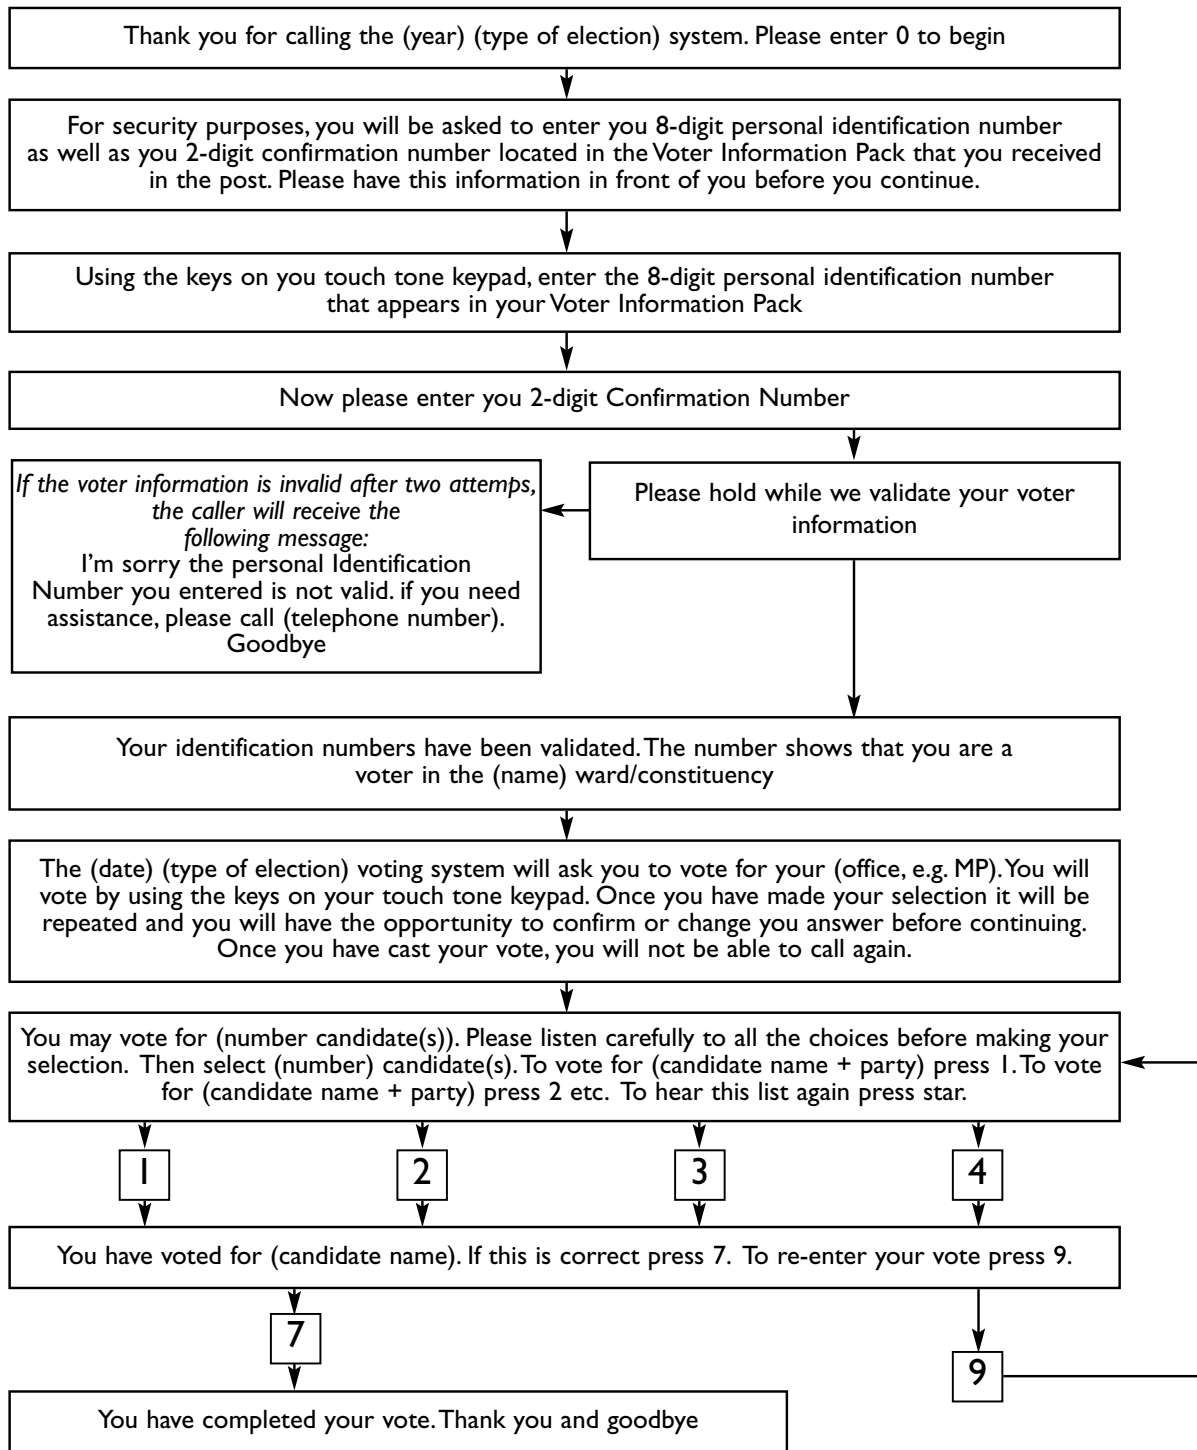 Thank you for calling the (year) (type of election) system. Please enter 0 to begin
For security purposes, you will be asked to enter you 8-digit personal identification number
as well as you 2-digit confirmation number located in the Voter Information Pack that you received
in the post. Please have this information in front of you before you continue.
Using the keys on you touch tone keypad, enter the 8-digit personal identification number
that appears in your Voter Information Pack
Now please enter you 2-digit Confirmation Number
If the voter information is invalid after two attemps,
the caller will receive the
following message:
I'm sorry the personal Identification
Number you entered is not valid. if you need
assistance, please call (telephone number).
Goodbye
Please hold while we validate your voter
information
Your identification numbers have been validated. The number shows that you are a
voter in the (name) ward/constituency
The (date) (type of election) voting system will ask you to vote for your (office, e.g. MP). You will
vote by using the keys on your touch tone keypad. Once you have made your selection it will be
repeated and you will have the opportunity to confirm or change you answer before continuing.
Once you have cast your vote, you will not be able to call again.
You may vote for (number candidate(s)). Please listen carefully to all the choices before making your
selection. Then select (number) candidate(s). To vote for (candidate name + party) press 1. To vote
for (candidate name + party) press 2 etc. To hear this list again press star.
1
2
3
4
You have voted for (candidate name). If this is correct press 7. To re-enter your vote press 9.
7
9
You have completed your vote. Thank you and goodbye